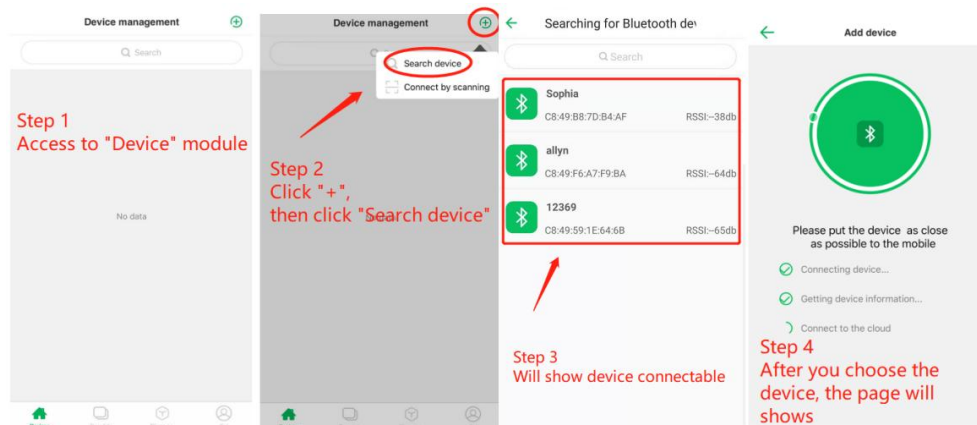 Device management
Search
Step 1
Access to "Device" module
No data
Device management
Search device
Connect by scanning
Step 2
Click "+",
then click "Search device"
Searching for Bluetooth
Search
Sophia
C8:49:B8:7D:B4:AF RSSI:--38db
allyn
C8:49:F6:A7:F9:BA RSSI:--64db
12369
C8:49:59:1E:64:6B RSSI:--65db
Step 3
Will show device connectable
Add device
Please put the device as close
as possible to the mobile
Connecting device...
Getting device information...
Connect to the cloud
Step 4
After you choose the
device, the page will
shows